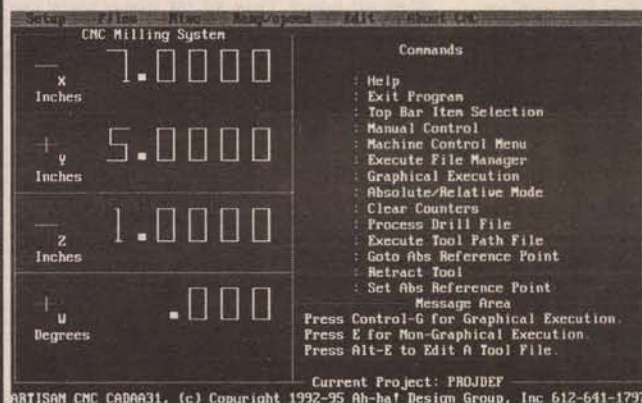 Setup Files Misc Ramp/speed Edit About CNC
CNC Milling System
- X 7.0000
Inches
+ y 5.0000
Inches
- Z 1.0000
Inches
+ W .000
Degrees
Commands
: Help
: Exit Program
: Top Bar Item Selection
: Manual Control
: Machine Control Menu
: Execute File Manager
: Graphical Execution
: Absolute/Relative Mode
: Clear Counters
: Process Drill File
: Execute Tool Path File
: Goto Abs Reference Point
: Retract Tool
: Set Abs Reference Point
Message Area
Press Control-G for Graphical Execution.
Press E for Non-Graphical Execution.
Press Alt-E to Edit A Tool File.
Current Project: PROJDEF
ARTISAN CNC CADAA31, (c) Copyright 1992-95 Ah-ha! Design Group, Inc 612-641-179